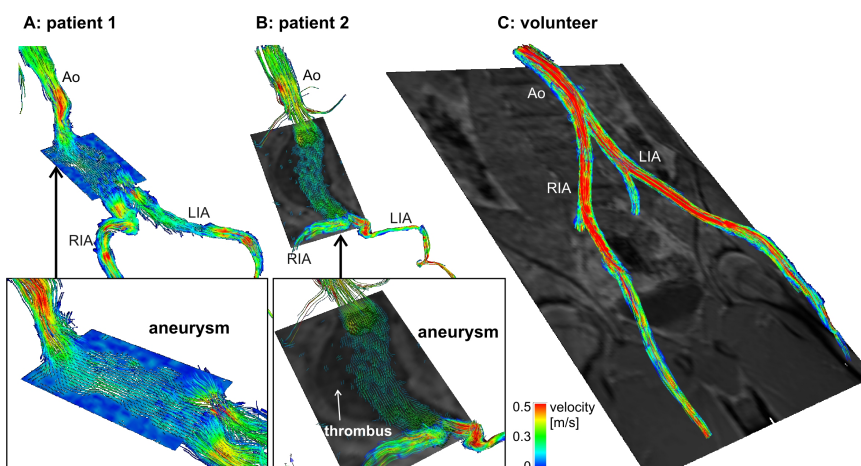 A: patient 1
B: patient 2
C: volunteer
Ao
LIA
RIA
Ao
LIA
RIA
Ao
LIA
RIA
aneurysm
aneurysm
thrombus
0.5
0.3
0
velocity
[m/s]